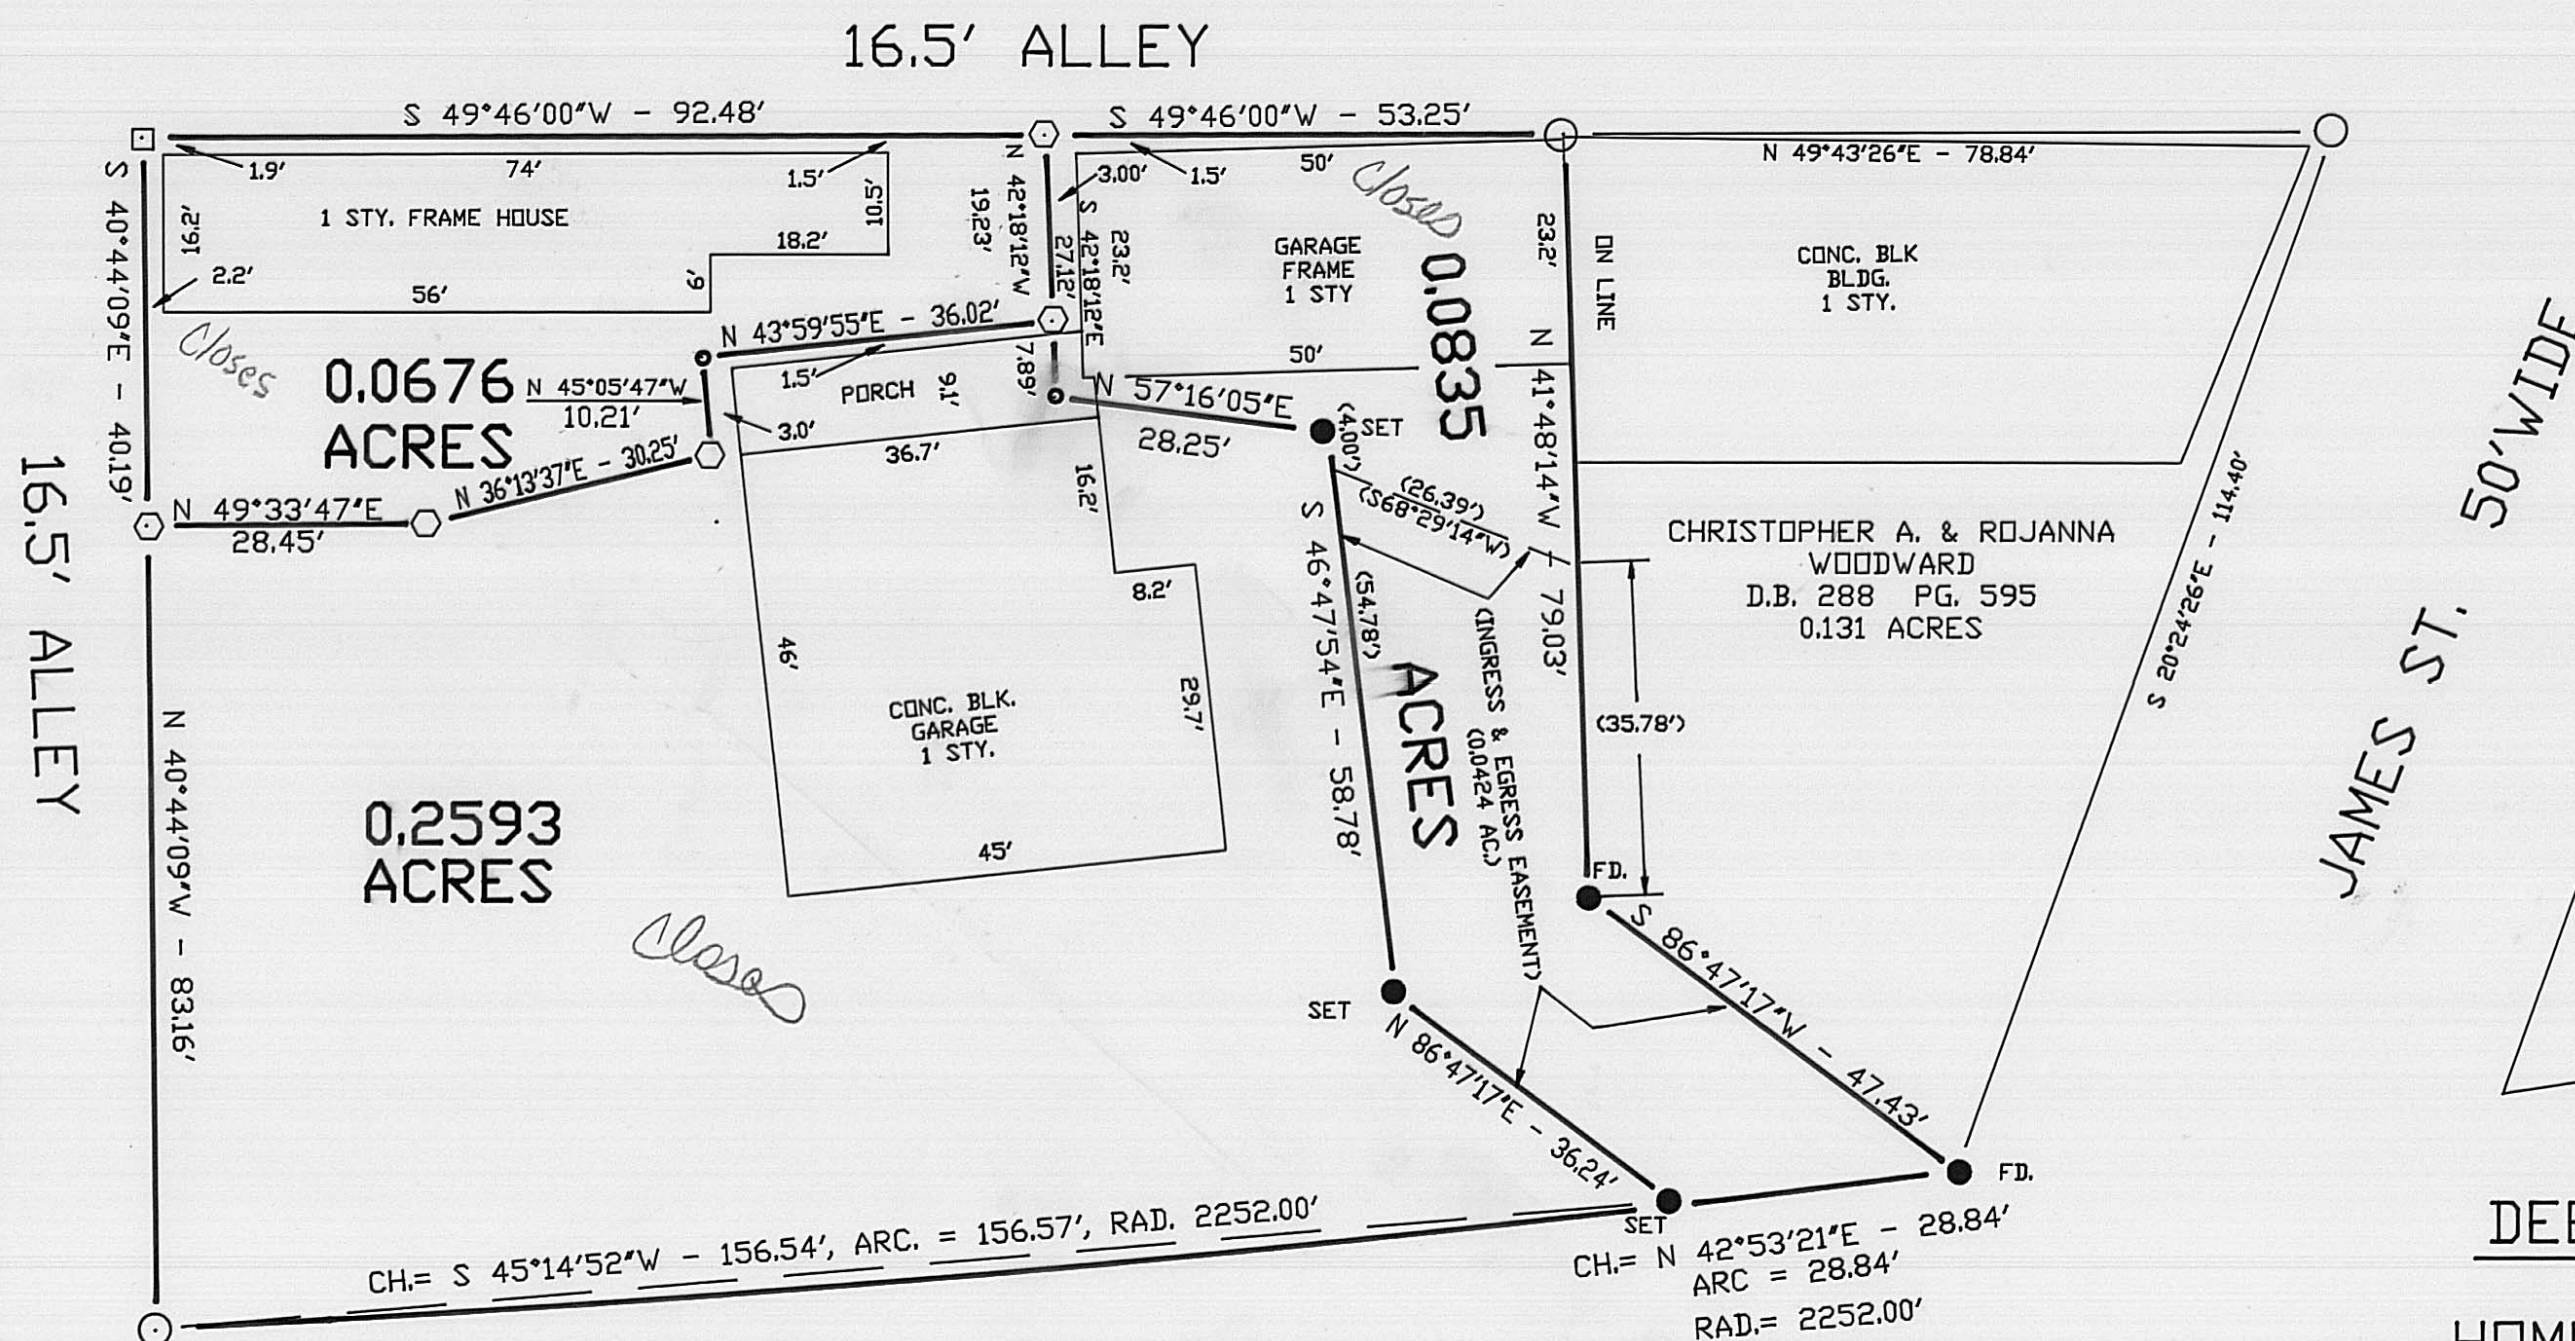 16.5' ALLEY
S 49°46'00"W - 92.48'
S 49°46'00"W - 53.25'
N 49°43'26"E - 78.84'
1.9'
74'
1.5'
10.5'
16.2'
1 STY. FRAME HOUSE
18.2'
2.2'
56'
6'
S 40°44'09"E - 40.19'
Closes
0.0676
ACRES
N 43°59'55"E - 36.02'
N 42°18'12"W
19.23'
27.12'
S 42°18'12"E
23.2'
3.00'
1.5'
50'
Closes
GARAGE
FRAME
1 STY
50'
23.2'
ON LINE
CONC. BLK
BLDG.
1 STY.
0.0835
ACRES
N 45°05'47"W
10.21'
1.5'
PORCH
9.1'
7.89'
3.0'
36.7'
N 57°16'05"E
28.25'
SET
(4.00')
(26.39')
(S68°29'14"W)
N 41°48'14"W - 79.03'
N 36°13'37"E - 30.25'
N 49°33'47"E
28.45'
16.5' ALLEY
16.2'
8.2'
46'
29.7'
45'
CONC. BLK.
GARAGE
1 STY.
S 46°47'54"E - 58.78'
(54.78')
(INGRESS & EGRESS EASEMENT)
(0.0424 AC.)
(35.78')
CHRISTOPHER A. & ROJANNA
WOODWARD
D.B. 288 PG. 595
0.131 ACRES
S 20°24'26"E - 114.40'
JAMES ST. 50'WIDE
N 40°44'09"W - 83.16'
0.2593
ACRES
Closes
FD.
S 86°47'17"W - 47.43'
SET
N 86°47'17"E - 36.24'
FD.
SET
CH.= S 45°14'52"W - 156.54', ARC. = 156.57', RAD. 2252.00'
CH.= N 42°53'21"E - 28.84'
ARC = 28.84'
RAD.= 2252.00'